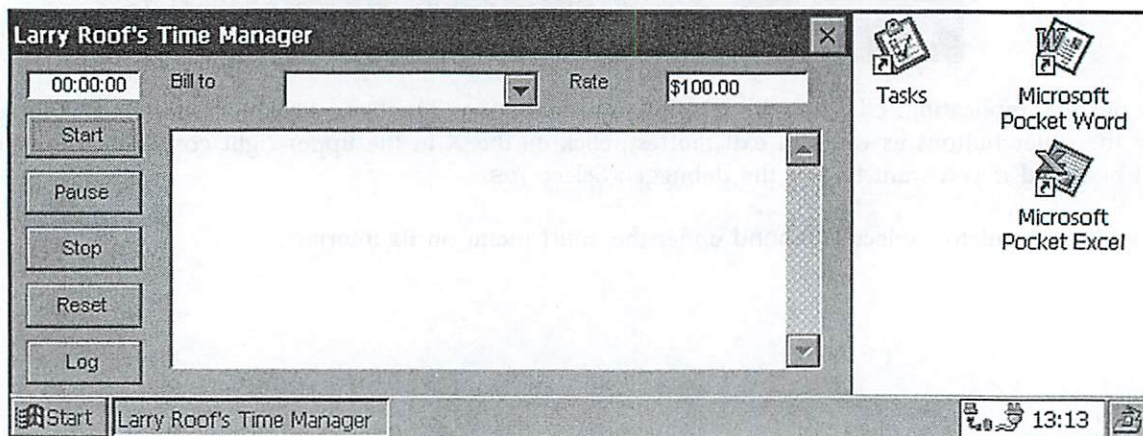 Larry Roof's Time Manager
00:00:00 Bill to Rate $100.00
Start
Pause
Stop
Reset
Log
Tasks
Microsoft
Pocket Word
Microsoft
Pocket Excel
Start Larry Roof's Time Manager 13:13